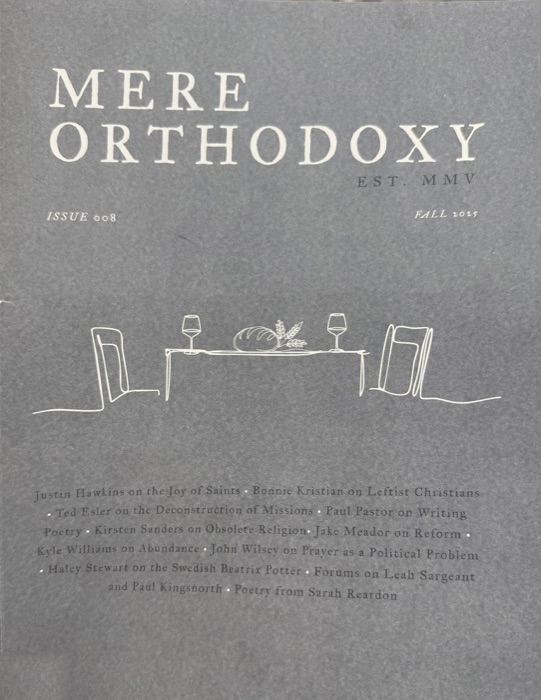 MERE
ORTHODOXY
EST. MMV
ISSUE 008
FALL 2025
Justin Hawkins on the Joy of Saints • Bonnie Kristian on Leftist Christians
• Ted Esler on the Deconstruction of Missions • Paul Pastor on Writing
Poetry • Kirsten Sanders on Obsolete Religion• Jake Meador on Reform •
Kyle Williams on Abundance • John Wilsey on Prayer as a Political Problem
• Haley Stewart on the Swedish Beatrix Potter • Forums on Leah Sargeant
and Paul Kingsnorth • Poetry from Sarah Reardon